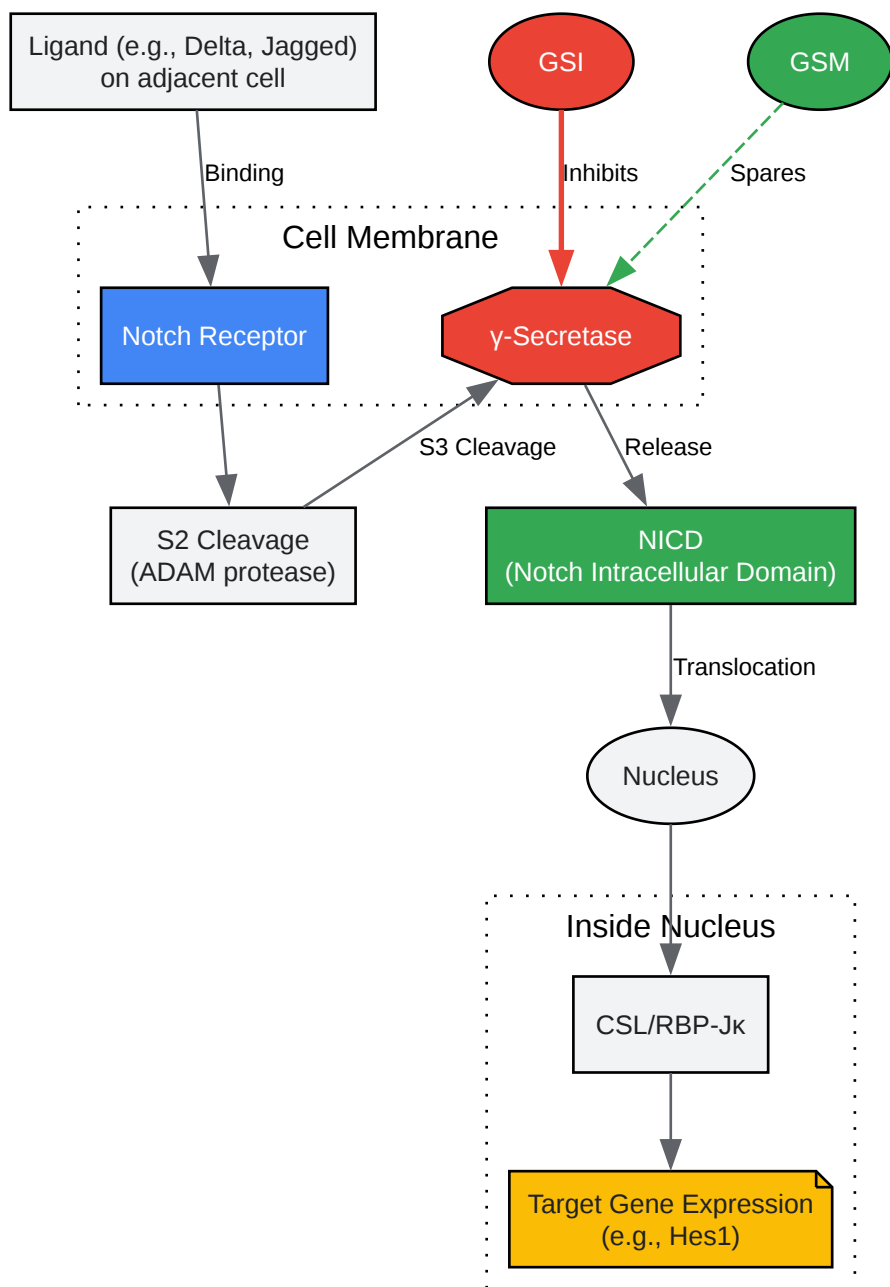 Ligand (e.g., Delta, Jagged)
on adjacent cell
GSI
GSM
Binding
Inhibits
Spares
Cell Membrane
Notch Receptor
γ-Secretase
S3 Cleavage
Release
S2 Cleavage
(ADAM protease)
NICD
(Notch Intracellular Domain)
Translocation
Nucleus
Inside Nucleus
CSL/RBP-Jκ
Target Gene Expression
(e.g., Hes1)